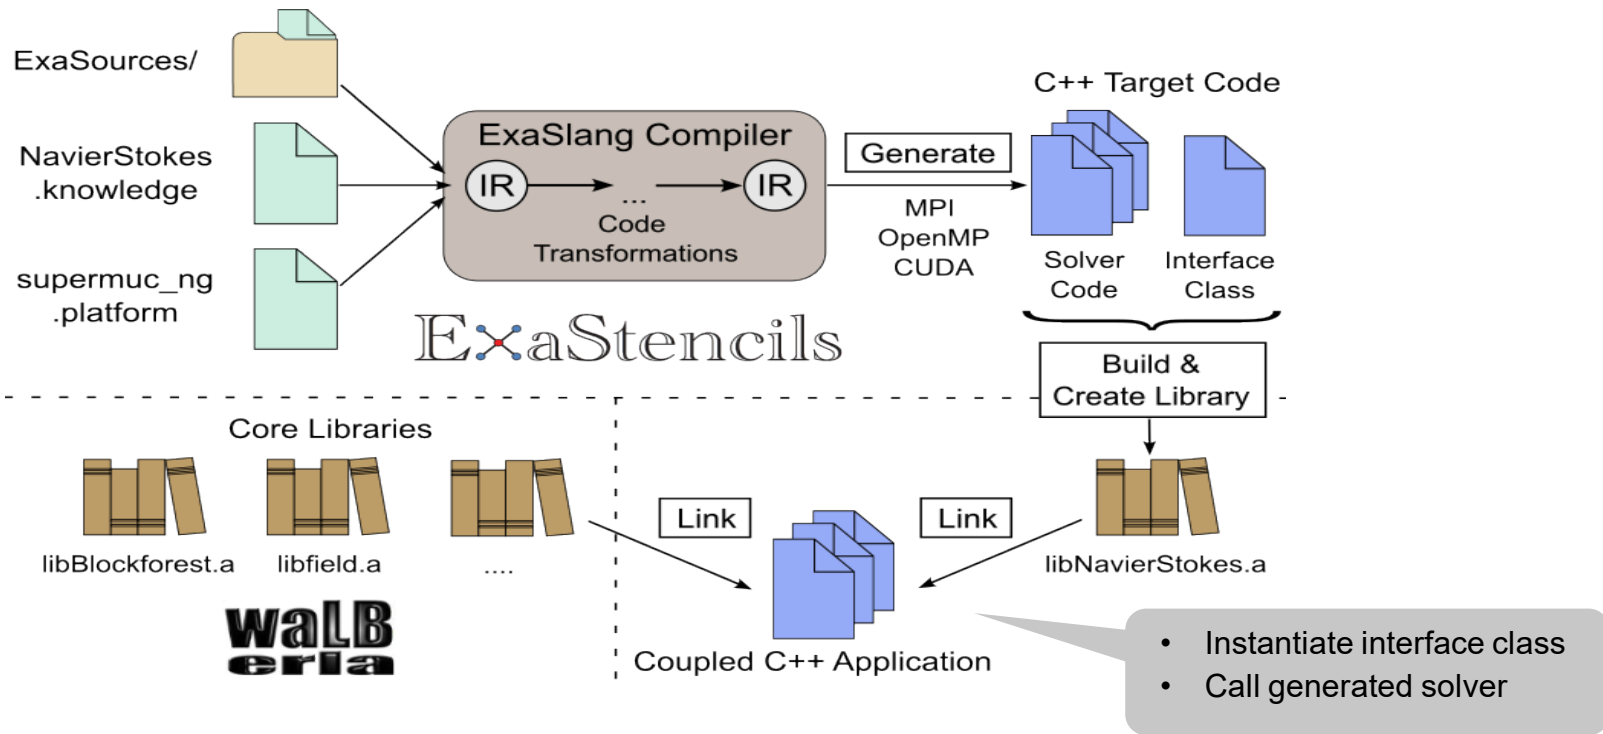 ExaSources/
NavierStokes
.knowledge
supermuc_ng
.platform
ExaSlang Compiler
IR
...
IR
Code
Transformations
Generate
MPI
OpenMP
CUDA
C++ Target Code
Solver
Code
Interface
Class
ExaStencils
Build &
Create Library
Core Libraries
libBlockforest.a
libfield.a
....
waLB
erla
Link
Link
libNavierStokes.a
Coupled C++ Application
• Instantiate interface class
• Call generated solver